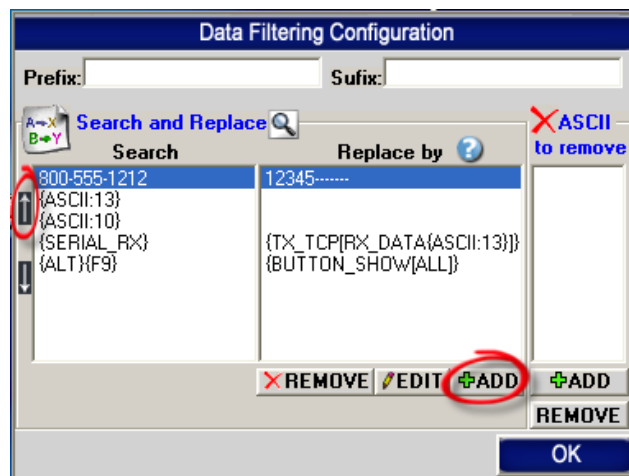 Data Filtering Configuration
Prefix: Sufix:
A→X
B→Y
Search and Replace
ASCII
to remove
Search Replace by ?
800-555-1212 12345-------
{ASCII:13}
{ASCII:10}
{SERIAL_RX} {TX_TCP[RX_DATA{ASCII:13}]}
{ALT}{F9} {BUTTON_SHOW[ALL]}
REMOVE EDIT ADD ADD
REMOVE
OK